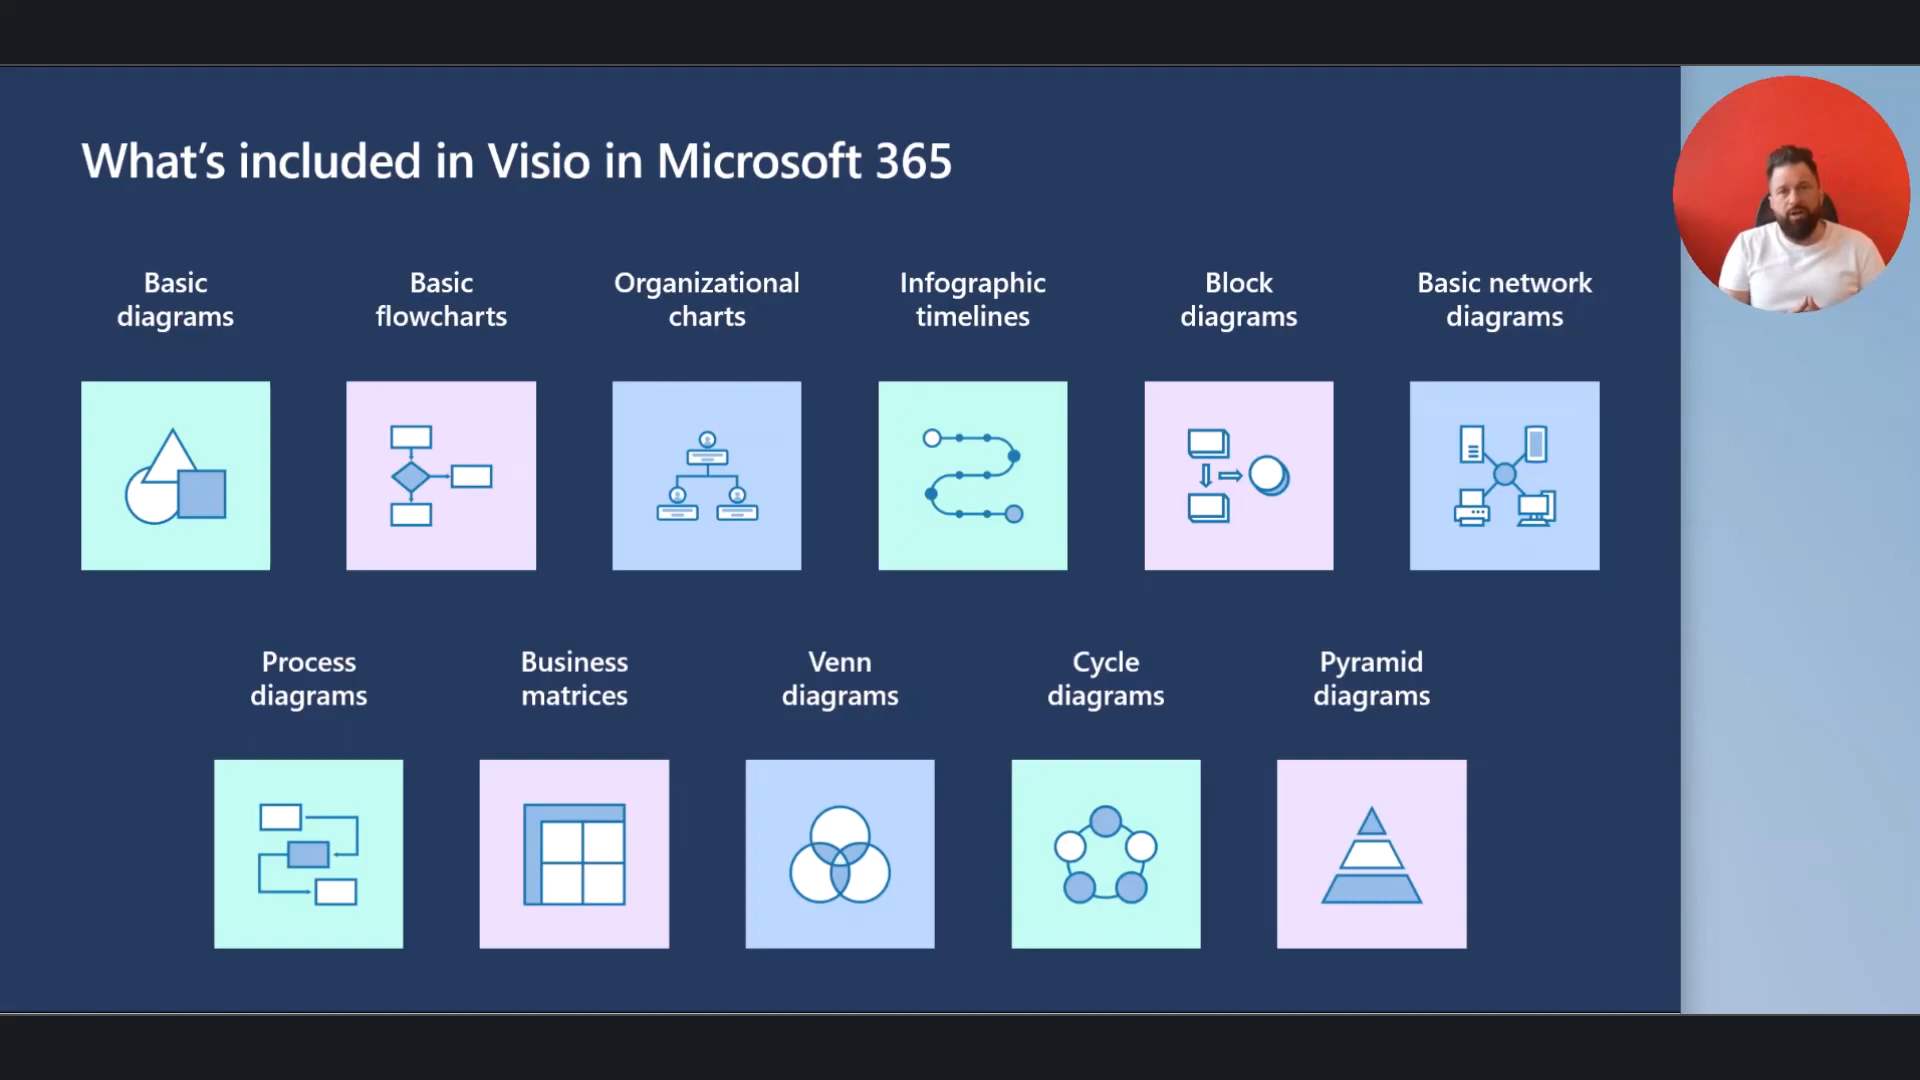 What's included in Visio in Microsoft 365
Basic
diagrams
Basic
flowcharts
Organizational
charts
Infographic
timelines
Block
diagrams
Basic network
diagrams
Process
diagrams
Business
matrices
Venn
diagrams
Cycle
diagrams
Pyramid
diagrams